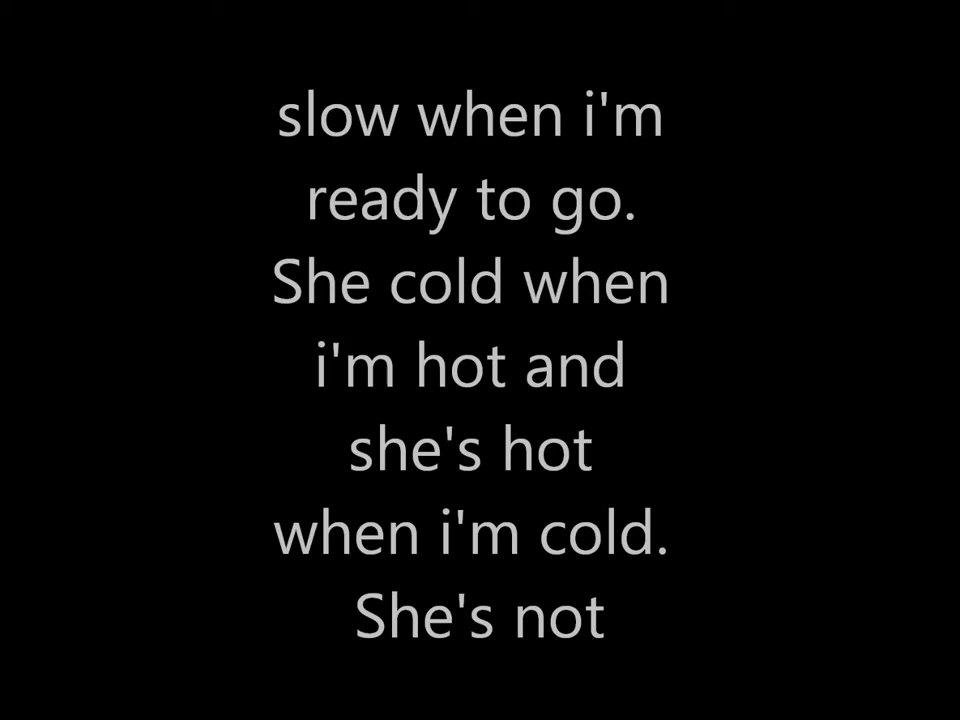 slow when i'm
ready to go.
She cold when
i'm hot and
she's hot
when i'm cold.
She's not